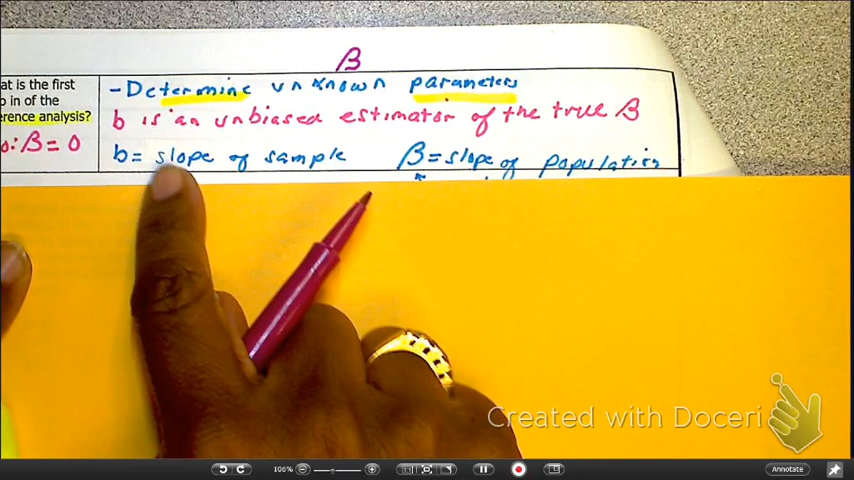 β
at is the first
p in of the
erence analysis?
o: β = 0
- Determine unknown parameters
b is an unbiased estimator of the true β
b = slope of sample β = slope of population
Created with Doceri
106%
Annotate